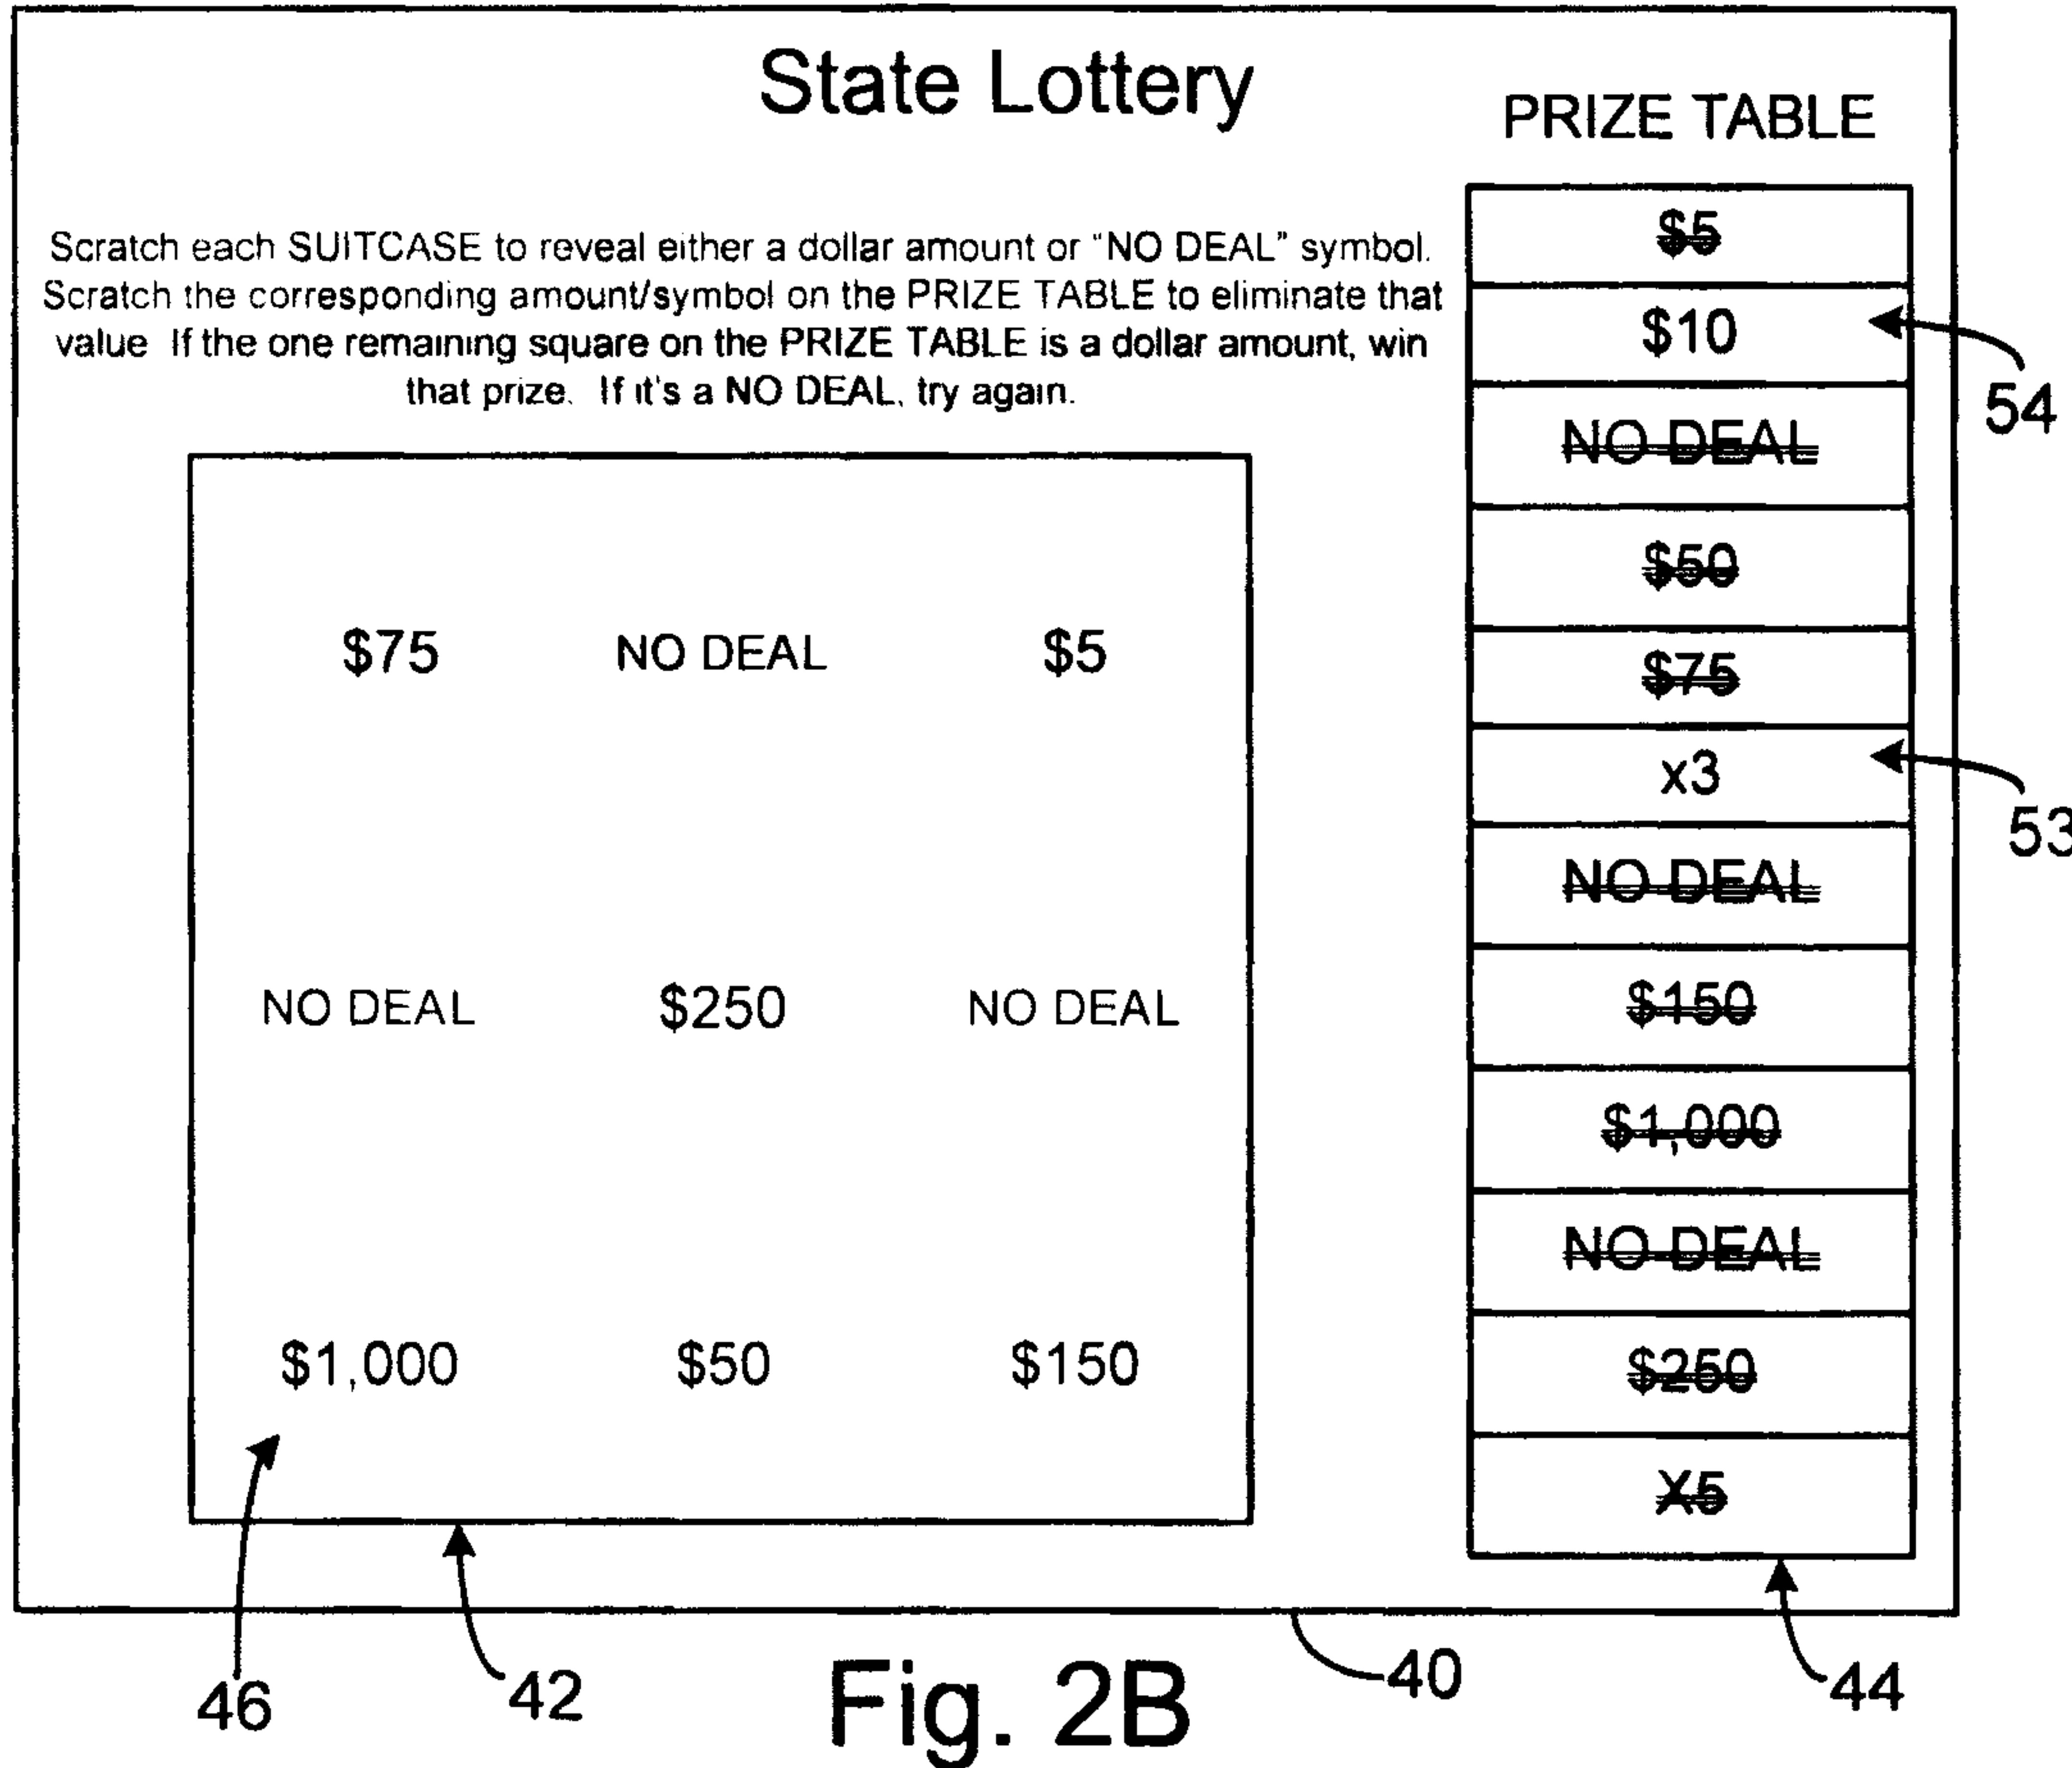 State Lottery
PRIZE TABLE
Scratch each SUITCASE to reveal either a dollar amount or "NO DEAL" symbol.
Scratch the corresponding amount/symbol on the PRIZE TABLE to eliminate that
value If the one remaining square on the PRIZE TABLE is a dollar amount, win
that prize. If it's a NO DEAL, try again.
$75 NO DEAL $5
NO DEAL $250 NO DEAL
$1,000 $50 $150
$5
$10
NO DEAL
$50
$75
x3
NO DEAL
$150
$1,000
NO DEAL
$250
X5
54
53
46
42
40
44
Fig. 2B